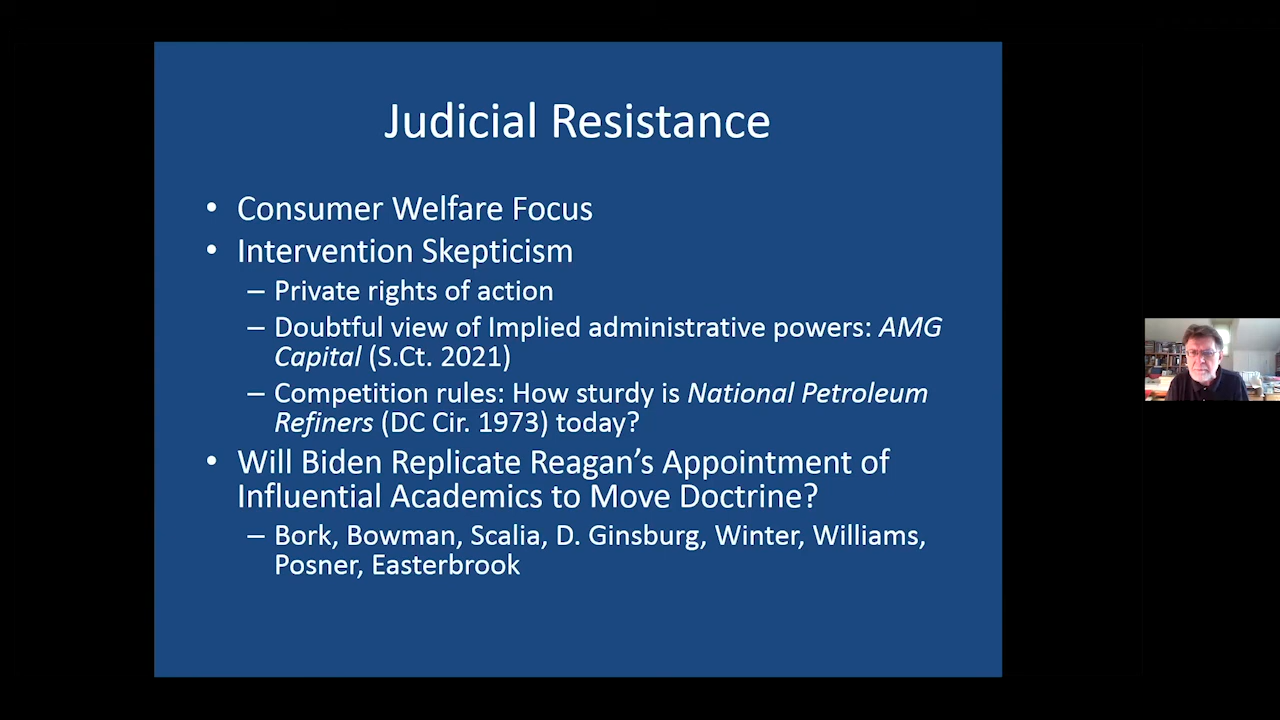 Judicial Resistance
• Consumer Welfare Focus
• Intervention Skepticism
– Private rights of action
– Doubtful view of Implied administrative powers: AMG
Capital (S.Ct. 2021)
– Competition rules: How sturdy is National Petroleum
Refiners (DC Cir. 1973) today?
• Will Biden Replicate Reagan’s Appointment of
Influential Academics to Move Doctrine?
– Bork, Bowman, Scalia, D. Ginsburg, Winter, Williams,
Posner, Easterbrook